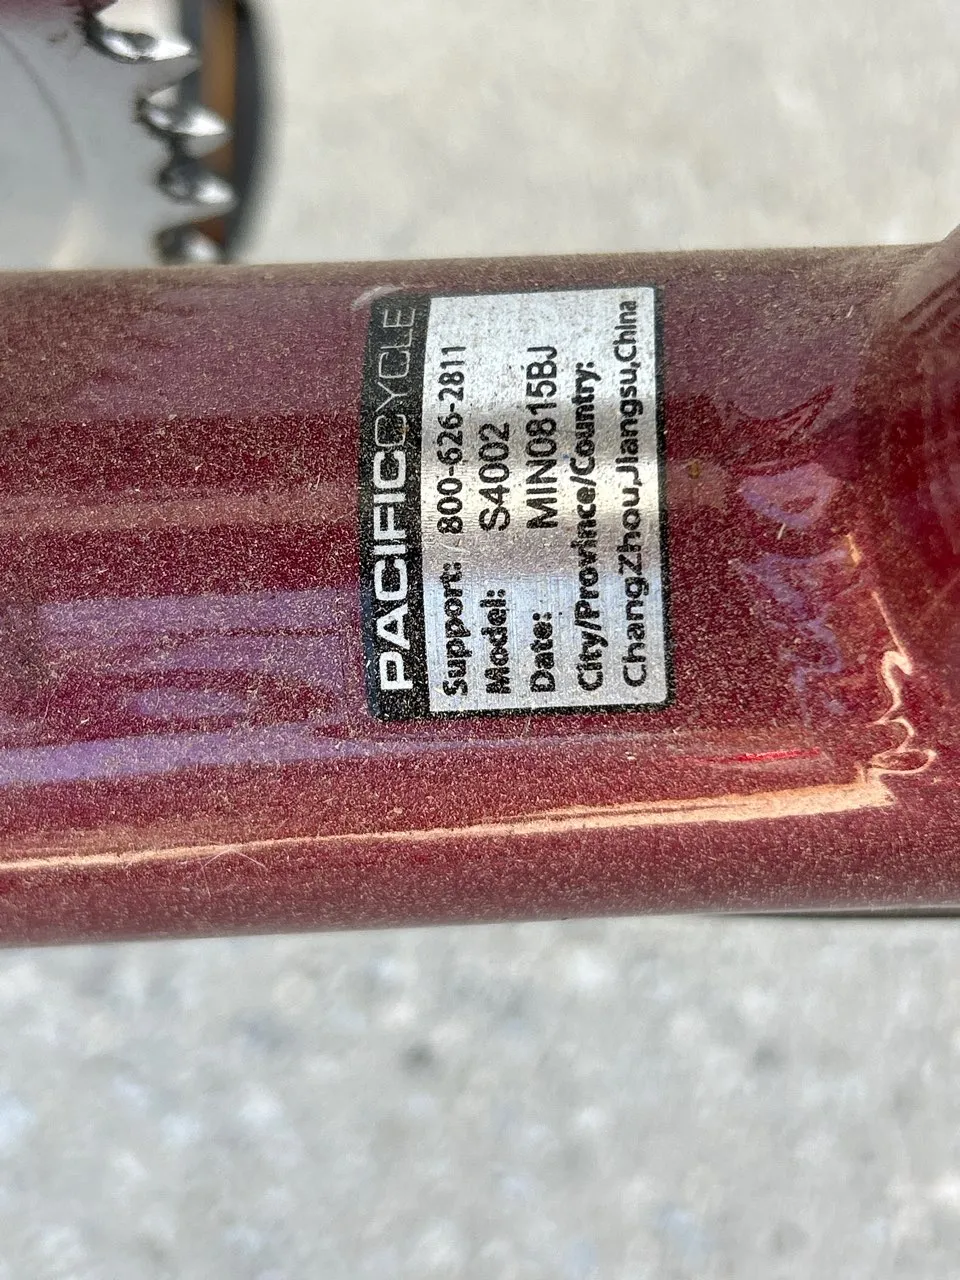 PACIFICCYCLE
Support: 800-626-2811
Model: S4002
Date: MIN0815BJ
City/Province/Country:
ChangZhou,Jiangsu,China